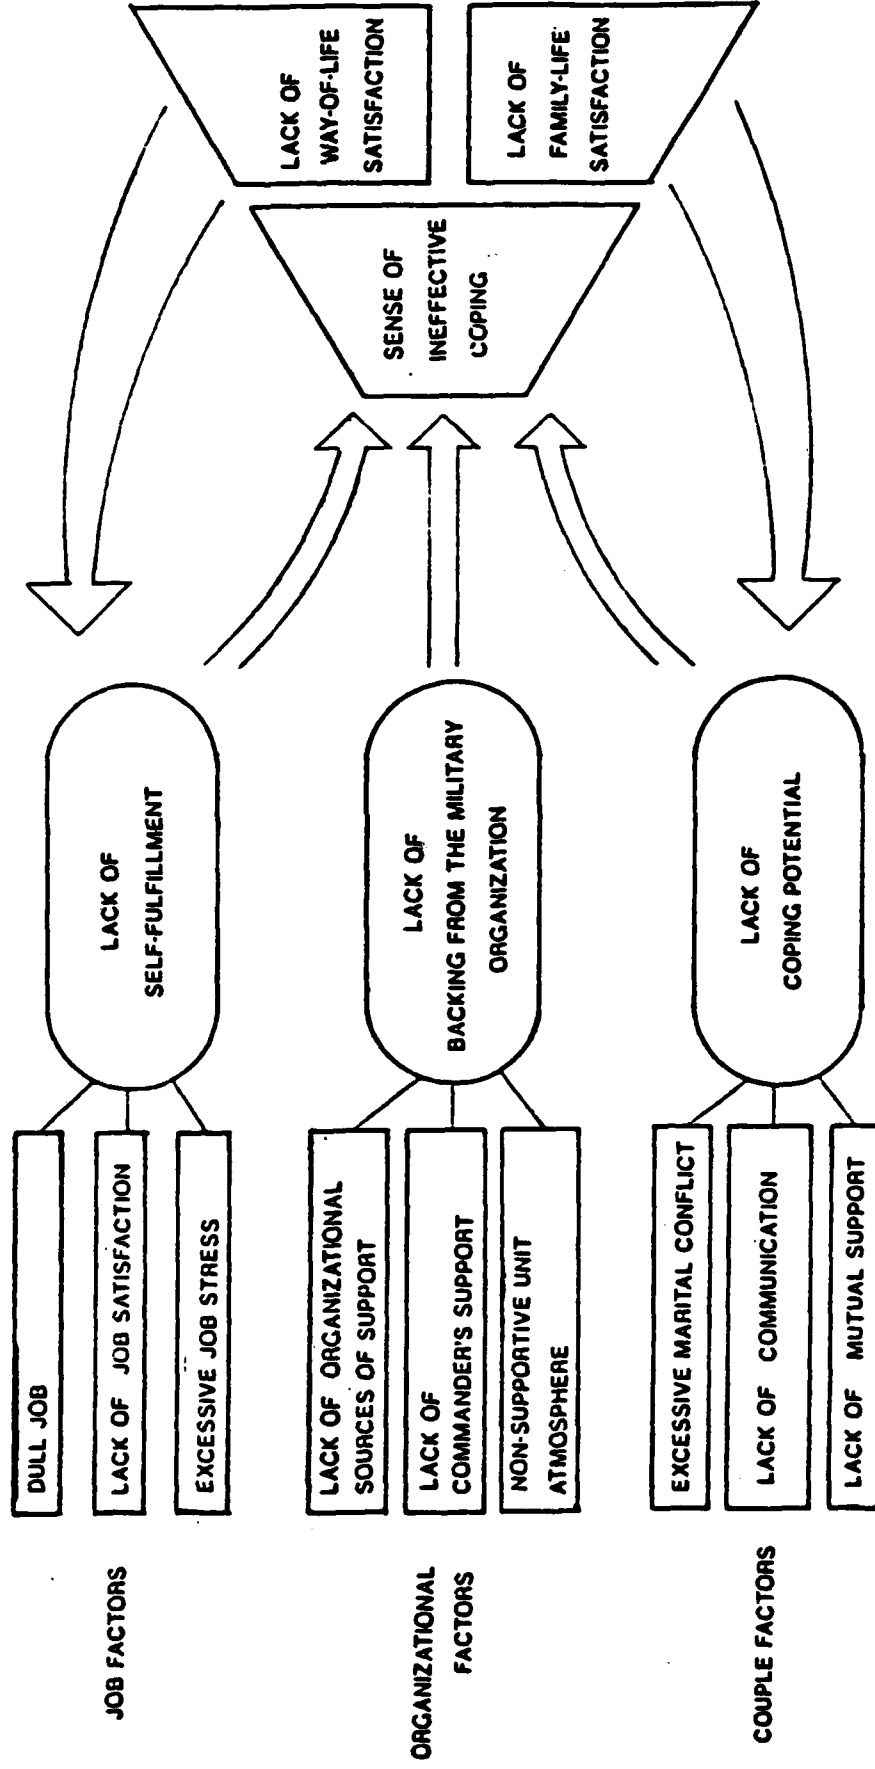 JOB FACTORS
DULL JOB
LACK OF JOB SATISFACTION
EXCESSIVE JOB STRESS
LACK OF
SELF-FULFILLMENT
ORGANIZATIONAL
FACTORS
LACK OF ORGANIZATIONAL
SOURCES OF SUPPORT
LACK OF
COMMANDER'S SUPPORT
NON-SUPPORTIVE UNIT
ATMOSPHERE
LACK OF
BACKING FROM THE MILITARY
ORGANIZATION
COUPLE FACTORS
EXCESSIVE MARITAL CONFLICT
LACK OF COMMUNICATION
LACK OF MUTUAL SUPPORT
LACK OF
COPING POTENTIAL
SENSE OF
INEFFECTIVE
COPING
LACK OF
WAY-OF-LIFE
SATISFACTION
LACK OF
FAMILY-LIFE
SATISFACTION